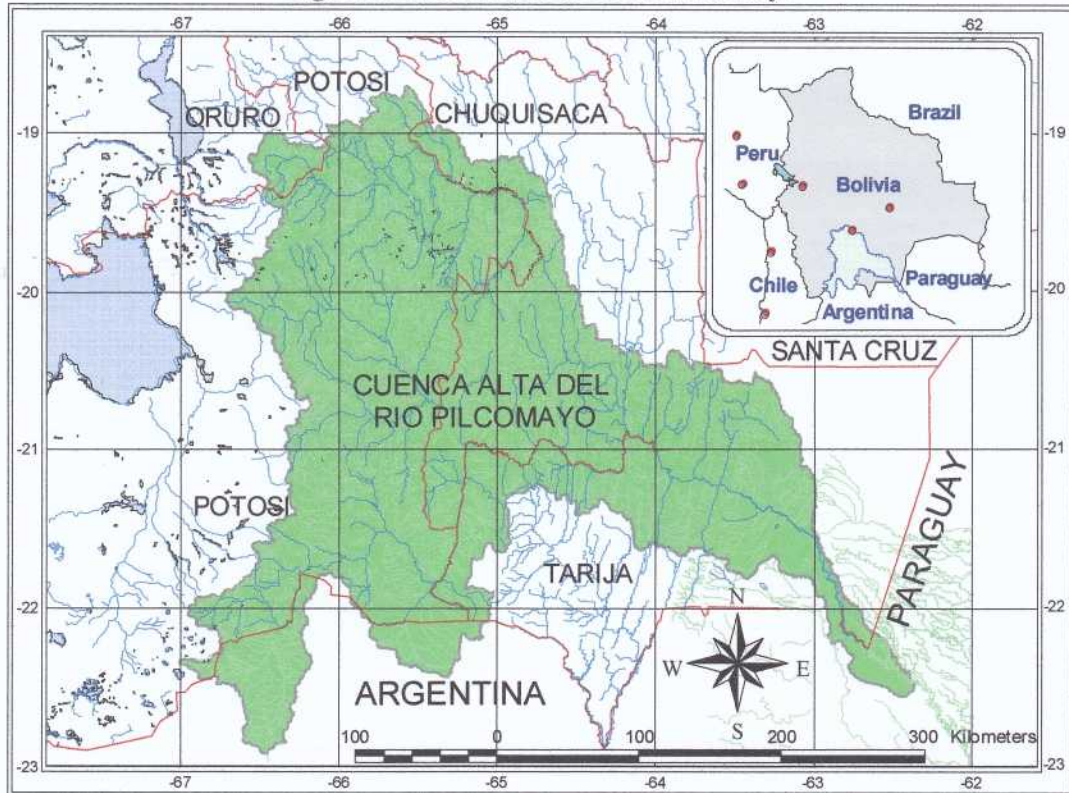 -67 -66 -65 -64 -63 -62
POTOSI
ORURO
CHUQUISACA
-19 -19
Brazil
Peru
Bolivia
Chile
Paraguay
Argentina
-20 -20
SANTA CRUZ
CUENCA ALTA DEL
RIO PILCOMAYO
-21 -21
POTOSI
PARAGUAY
TARIJA
-22 -22
N
W E
S
ARGENTINA
100 0 100 200 300 Kilometers
-23 -23
-67 -66 -65 -64 -63 -62